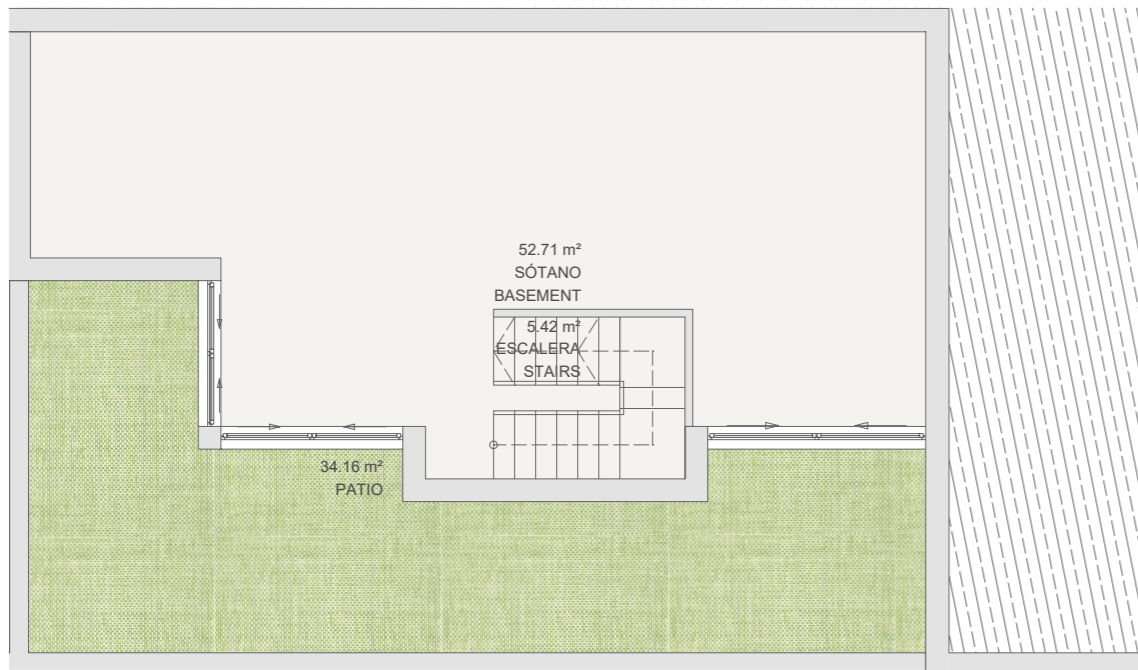 52.71 m²
SÓTANO
BASEMENT
5.42 m²
ESCALERA
STAIRS
34.16 m²
PATIO